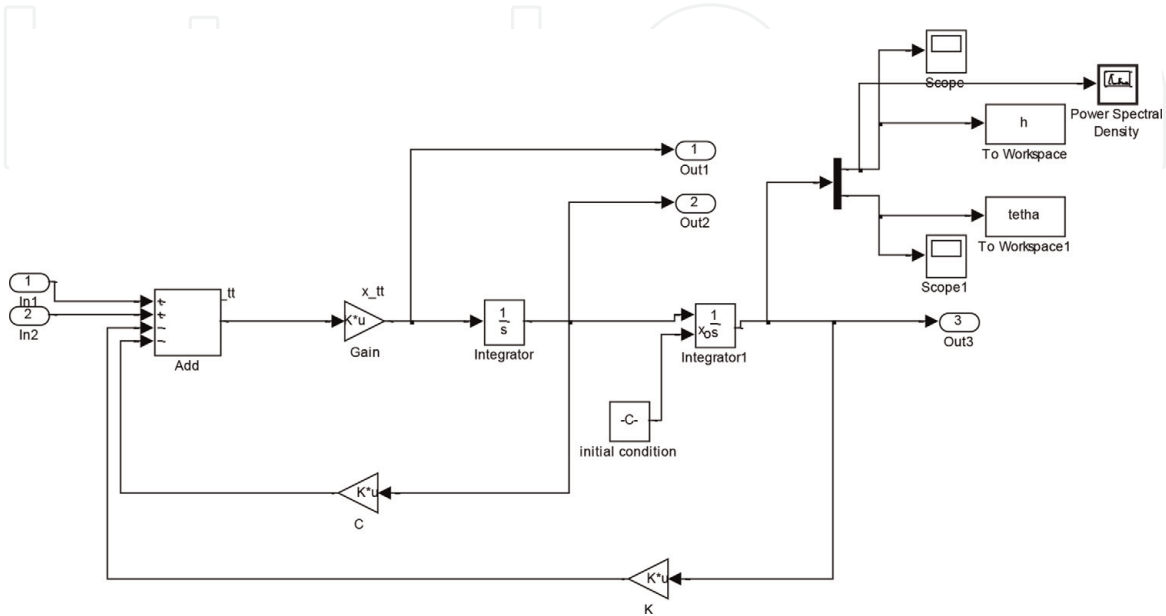 Scope
Power Spectral
Density
h
To Workspace
1
Out1
2
Out2
tetha
To Workspace1
Scope1
1
In1
2
In2
+
+
−
−
_tt
Add
x_tt
K*u
Gain
1
s
Integrator
1
xo s
Integrator1
3
Out3
-C-
initial condition
K*u
C
K*u
K